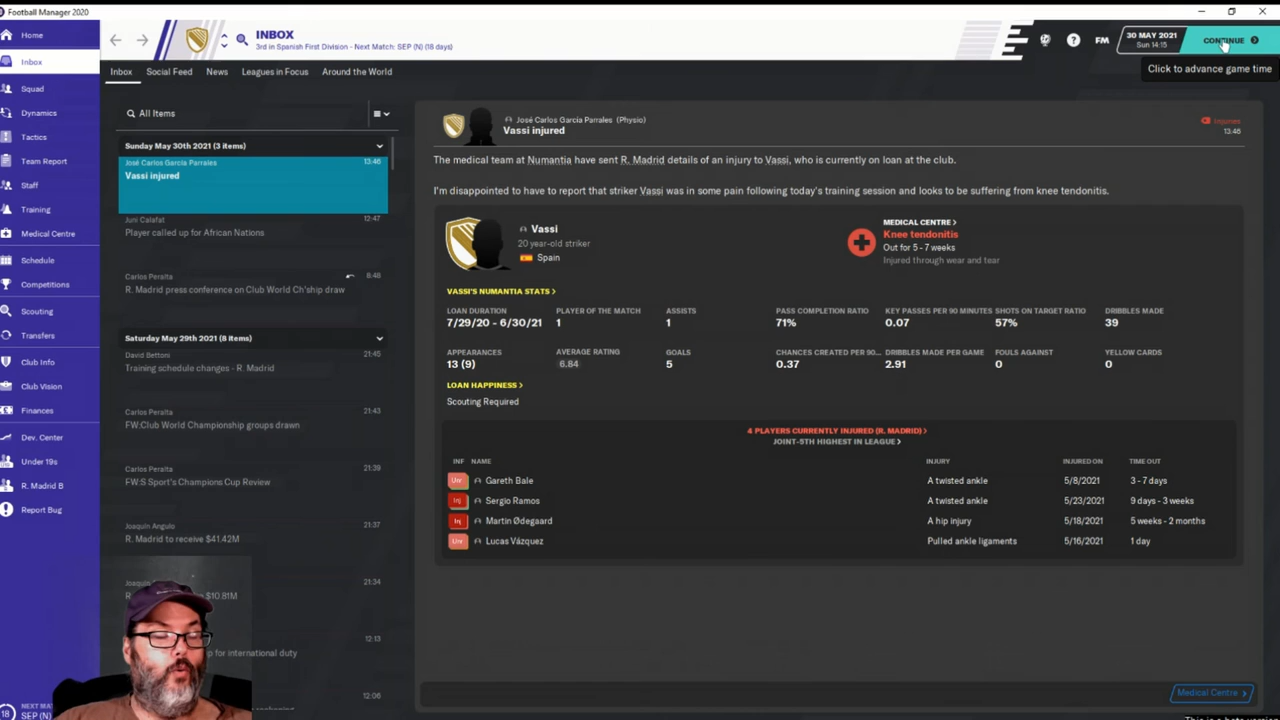 Football Manager 2020
Home
Inbox
Squad
Dynamics
Tactics
Team Report
Staff
Training
Medical Centre
Schedule
Competitions
Scouting
Transfers
Club Info
Club Vision
Finances
Dev. Center
Under 19s
R. Madrid B
Report Bug
18
SEP (N)
INBOX
3rd in Spanish First Division - Next Match: SEP (N) (18 days)
FM
30 MAY 2021
Sun 14:15
CONTINUE
Click to advance game time
Inbox Social Feed News Leagues in Focus Around the World
All Items
Sunday May 30th 2021 (3 items)
José Carlos García Parrales 13:46
Vassi injured
Juni Calafat 12:47
Player called up for African Nations
Carlos Peralta 8:48
R. Madrid press conference on Club World Ch'ship draw
Saturday May 29th 2021 (8 items)
David Bettoni 21:45
Training schedule changes - R. Madrid
Carlos Peralta 21:43
FW:Club World Championship groups drawn
Carlos Peralta 21:39
FW:S Sport's Champions Cup Review
Joaquín Angulo 21:37
R. Madrid to receive $41.42M
21:34
$10.81M
12:13
p for international duty
12:06
José Carlos García Parrales (Physio)
Vassi injured
Injuries
13:46
The medical team at Numantia have sent R. Madrid details of an injury to Vassi, who is currently on loan at the club.
I'm disappointed to have to report that striker Vassi was in some pain following today's training session and looks to be suffering from knee tendonitis.
Vassi
20 year-old striker
Spain
MEDICAL CENTRE >
Knee tendonitis
Out for 5 - 7 weeks
Injured through wear and tear
VASSI'S NUMANTIA STATS >
LOAN DURATION PLAYER OF THE MATCH ASSISTS PASS COMPLETION RATIO KEY PASSES PER 90 MINUTES SHOTS ON TARGET RATIO DRIBBLES MADE
7/29/20 - 6/30/21 1 1 71% 0.07 57% 39
APPEARANCES AVERAGE RATING GOALS CHANCES CREATED PER 90... DRIBBLES MADE PER GAME FOULS AGAINST YELLOW CARDS
13 (9) 6.84 5 0.37 2.91 0 0
LOAN HAPPINESS >
Scouting Required
4 PLAYERS CURRENTLY INJURED (R. MADRID) >
JOINT-5TH HIGHEST IN LEAGUE >
INF NAME INJURY INJURED ON TIME OUT
Unf Gareth Bale A twisted ankle 5/8/2021 3 - 7 days
Inj Sergio Ramos A twisted ankle 5/23/2021 9 days - 3 weeks
Inj Martin Ødegaard A hip injury 5/18/2021 5 weeks - 2 months
Unf Lucas Vázquez Pulled ankle ligaments 5/16/2021 1 day
Medical Centre >